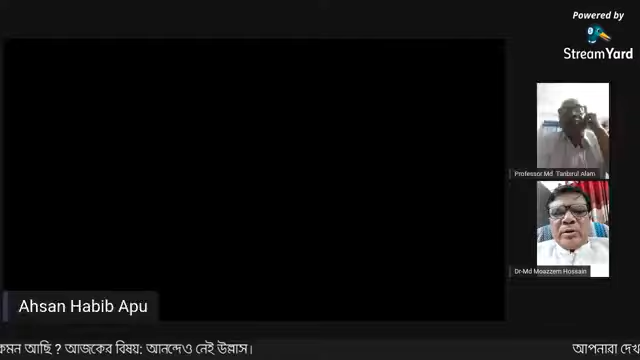 Powered by
StreamYard
Professor Md Tanbirul Alam
Dr-Md Moazzem Hossain
Ahsan Habib Apu
কেমন আছি ? আজকের বিষয়: আনন্দেও নেই উল্লাস।
আপনারা